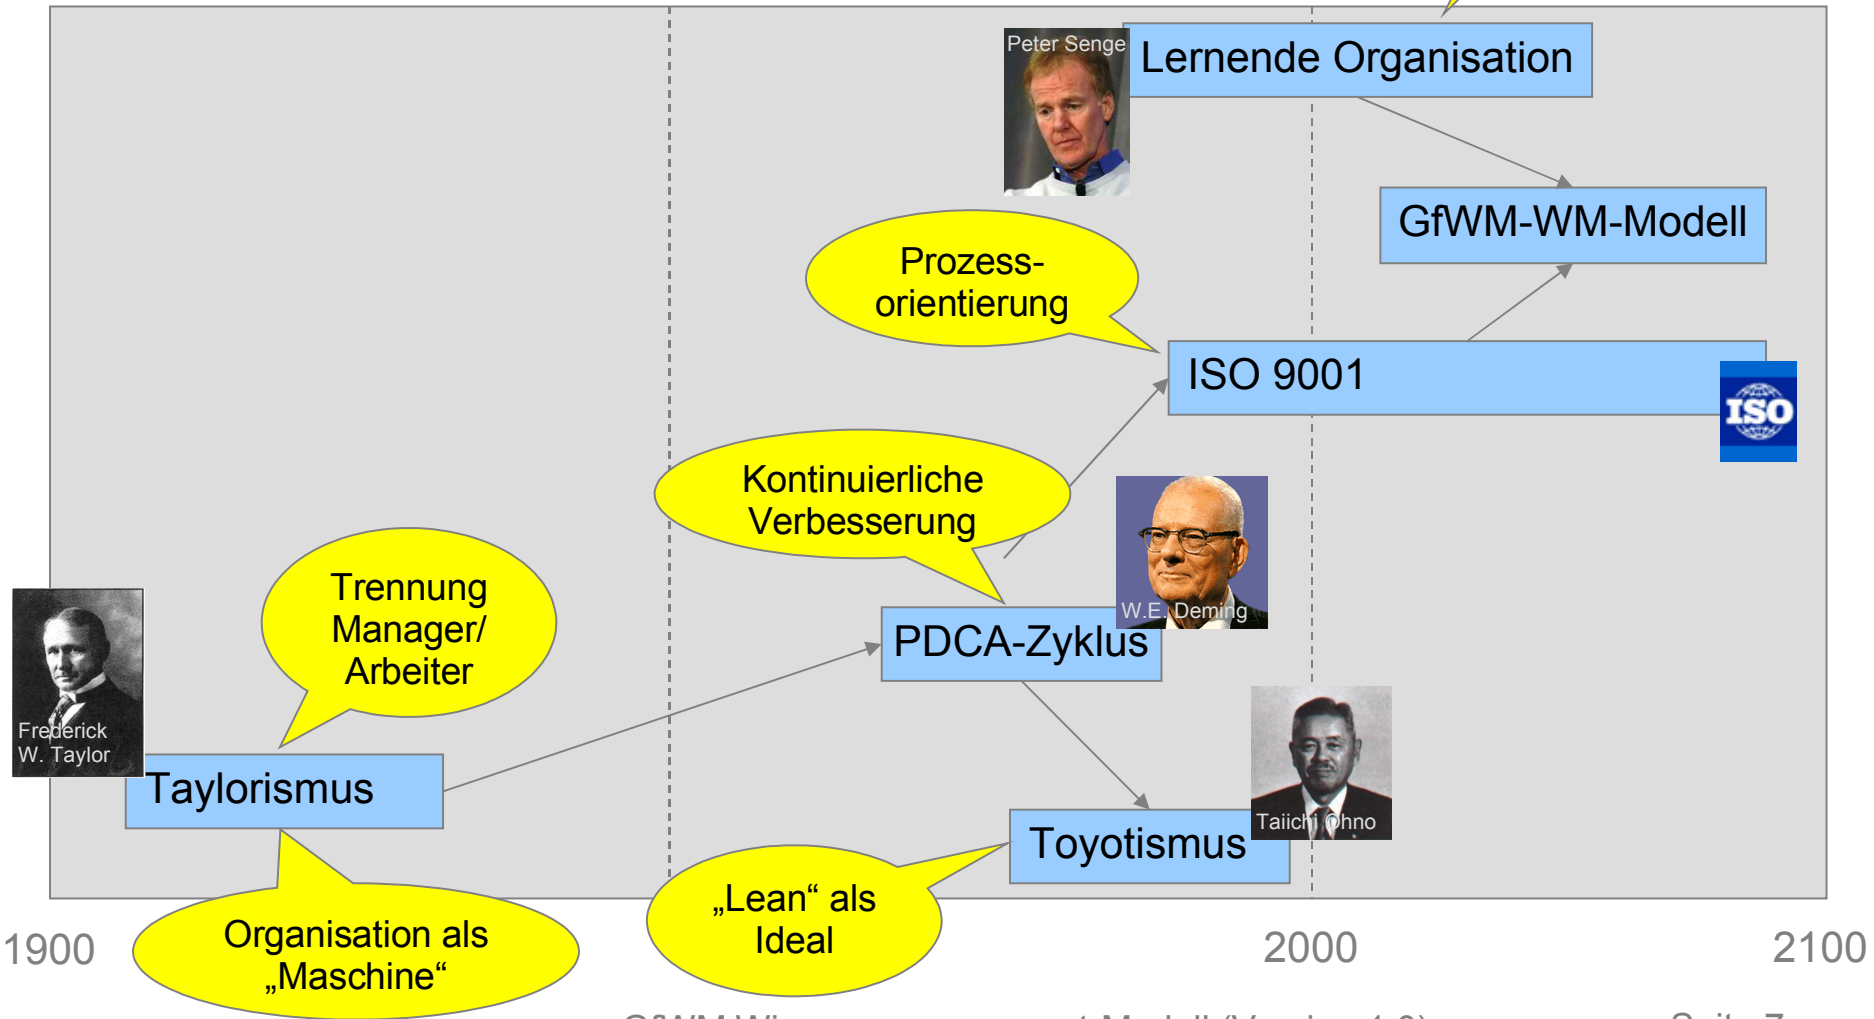 Peter Senge
Lernende Organisation
GfWM-WM-Modell
Prozess-
orientierung
ISO 9001
ISO
Kontinuierliche
Verbesserung
W.E. Deming
Trennung
Manager/
Arbeiter
PDCA-Zyklus
Frederick
W. Taylor
Taylorismus
Taiichi Ohno
Toyotismus
„Lean“ als
Ideal
Organisation als
„Maschine“
1900
2000
2100